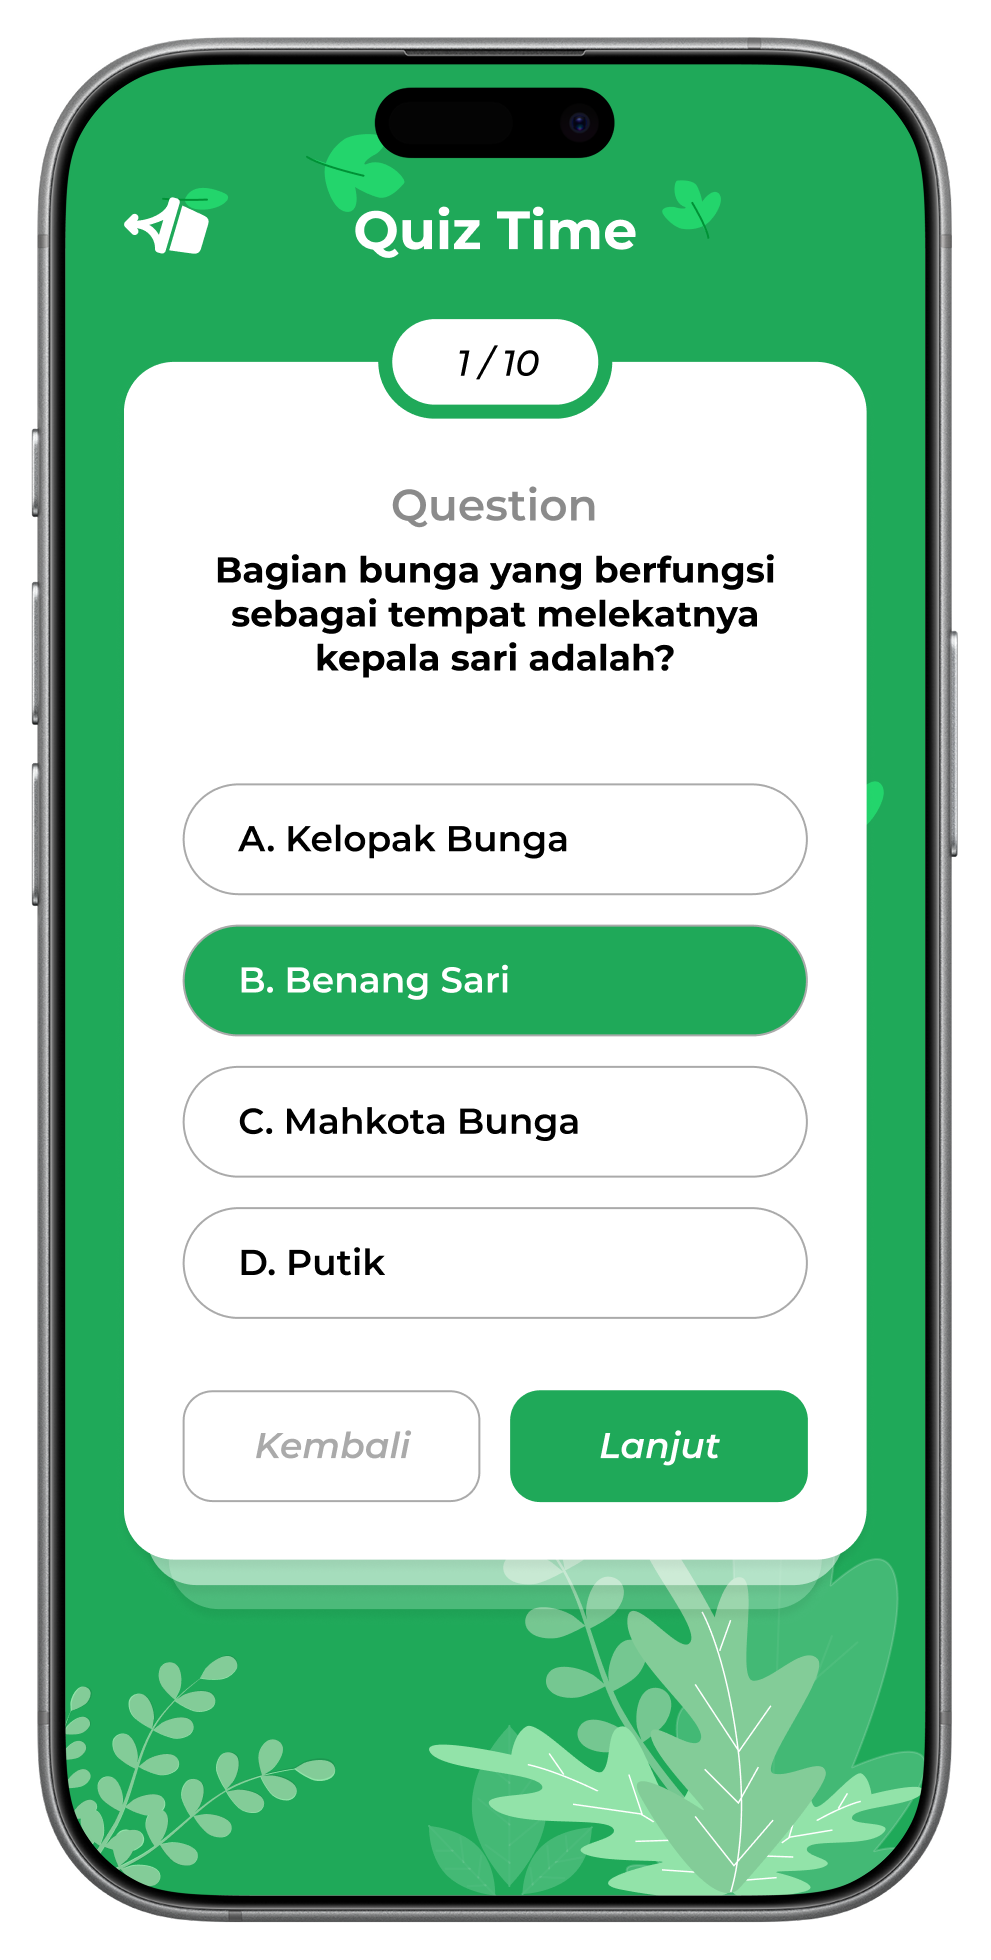 Quiz Time
1 / 10
Question
Bagian bunga yang berfungsi
sebagai tempat melekatnya
kepala sari adalah?
A. Kelopak Bunga
B. Benang Sari
C. Mahkota Bunga
D. Putik
Kembali
Lanjut